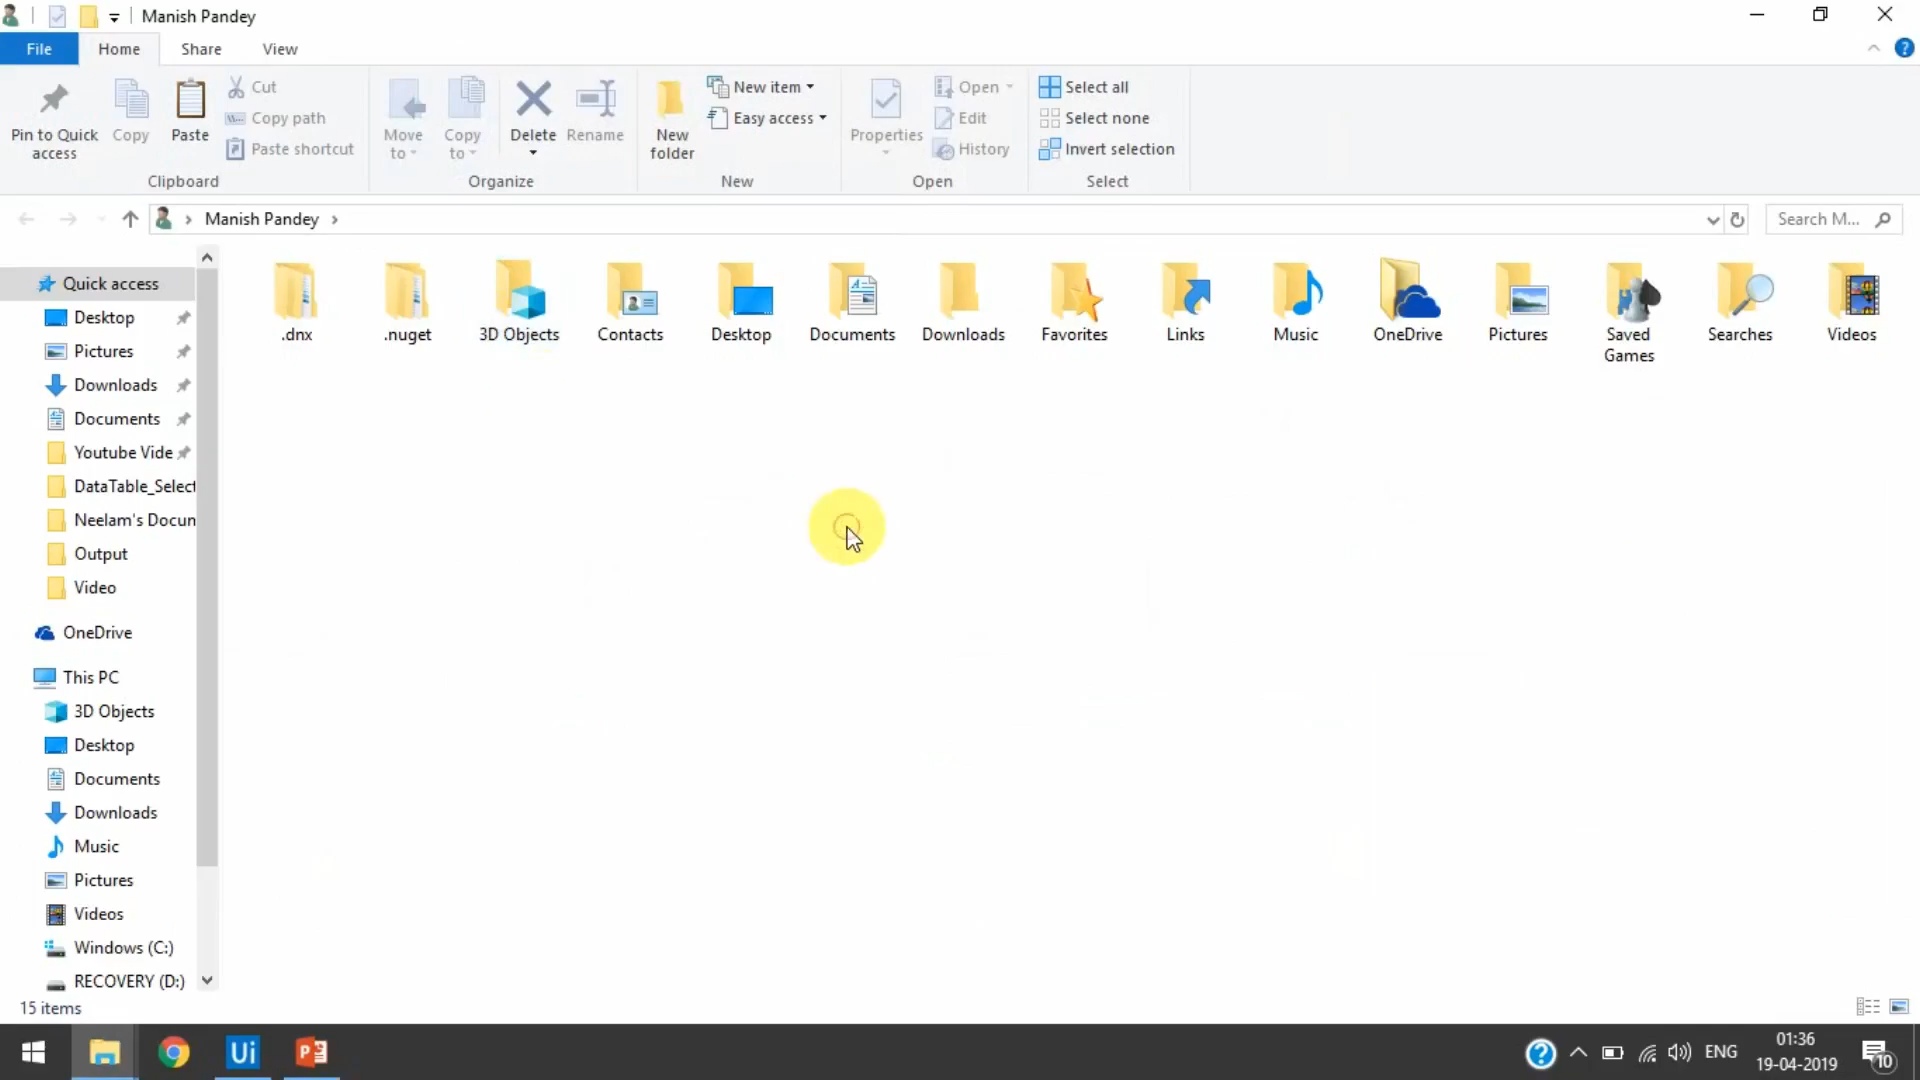 Manish Pandey
File Home Share View
Pin to Quick access
Copy
Paste
Cut
Copy path
Paste shortcut
Clipboard
Move to
Copy to
Delete
Rename
Organize
New folder
New item
Easy access
New
Properties
Open
Edit
History
Open
Select all
Select none
Invert selection
Select
Manish Pandey
Search M...
Quick access
Desktop
Pictures
Downloads
Documents
Youtube Vide
DataTable_Select
Neelam's Docun
Output
Video
OneDrive
This PC
3D Objects
Desktop
Documents
Downloads
Music
Pictures
Videos
Windows (C:)
RECOVERY (D:)
.dnx
.nuget
3D Objects
Contacts
Desktop
Documents
Downloads
Favorites
Links
Music
OneDrive
Pictures
Saved
Games
Searches
Videos
15 items
Ui
P
ENG
01:36
19-04-2019
10